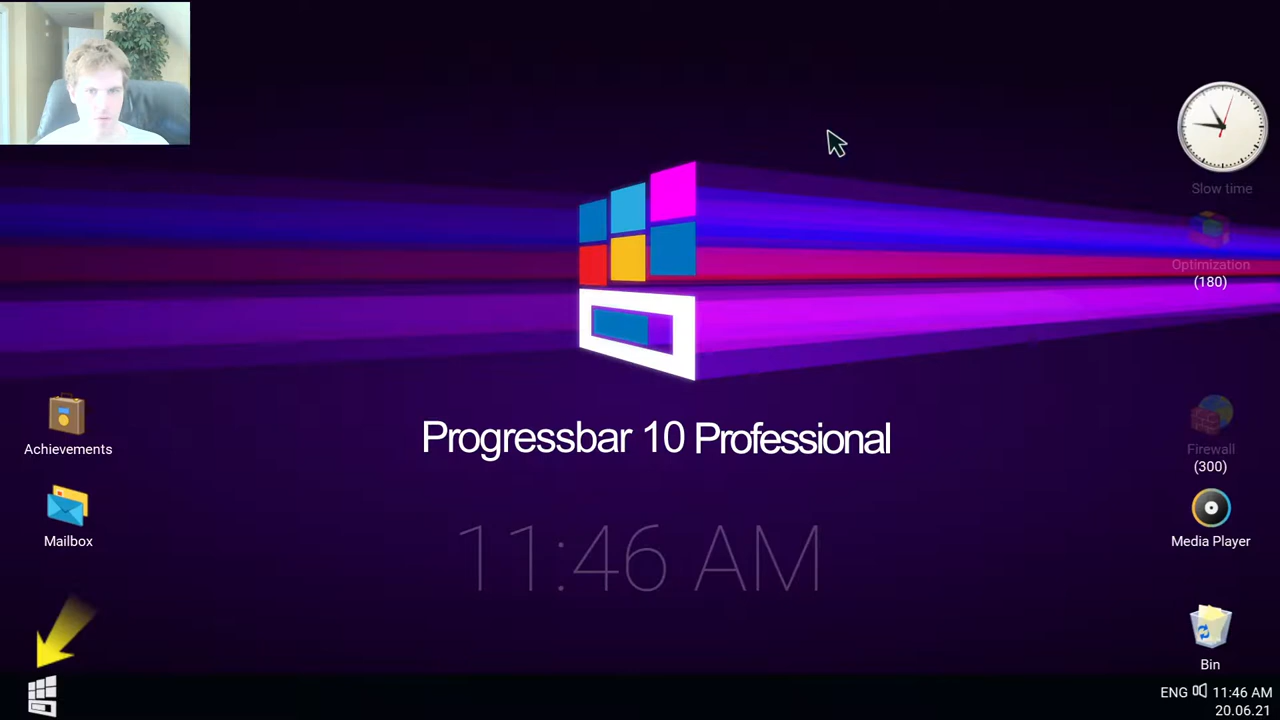 Slow time
Optimization
(180)
Achievements
Progressbar 10 Professional
Firewall
(300)
Mailbox
Media Player
11:46 AM
Bin
ENG 11:46 AM
20.06.21